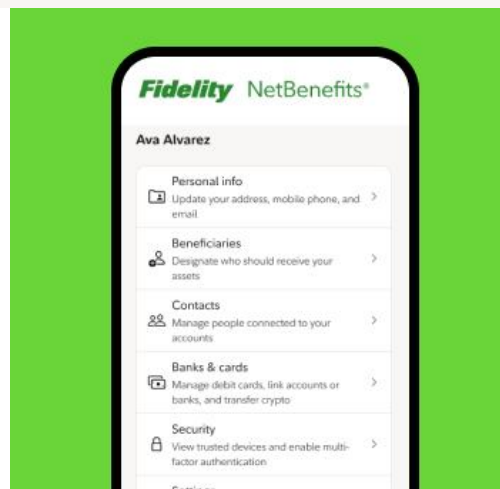 Fidelity NetBenefits®
Ava Alvarez
Personal info
Update your address, mobile phone, and
email
Beneficiaries
Designate who should receive your
assets
Contacts
Manage people connected to your
accounts
Banks & cards
Manage debit cards, link accounts or
banks, and transfer crypto
Security
View trusted devices and enable multi-
factor authentication